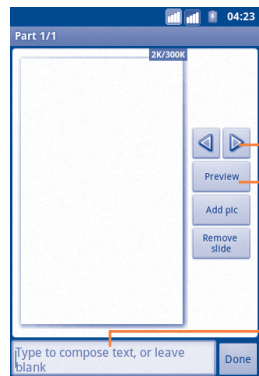 04:23
Part 1/1
2K/300K
Preview
Add pic
Remove
slide
Type to compose text, or leave
blank
Done